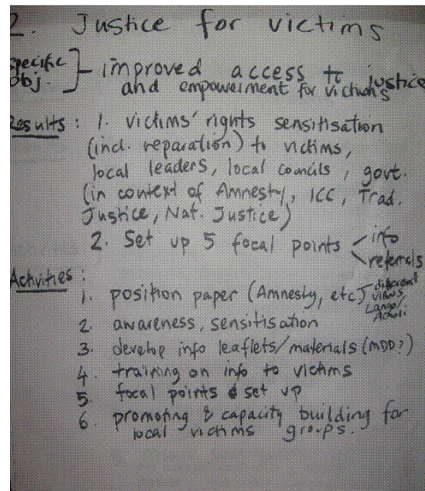 2. Justice for victims
specific obj. - improved access to justice
and empowerment for victims
Results : 1. victims' rights sensitisation
(incl. reparation) to victims,
local leaders, local councils, govt.
(in context of Amnesty, ICC, Trad.
Justice, Nat. Justice)
2. Set up 5 focal points - info
referrals
Activities :
1. position paper (Amnesty, etc) different views, Lango/Acholi
2. awareness, sensitisation
3. develop info leaflets/materials (MDD?)
4. training on info to victims
5. focal points set up
6. promoting & capacity building for
local victims groups.